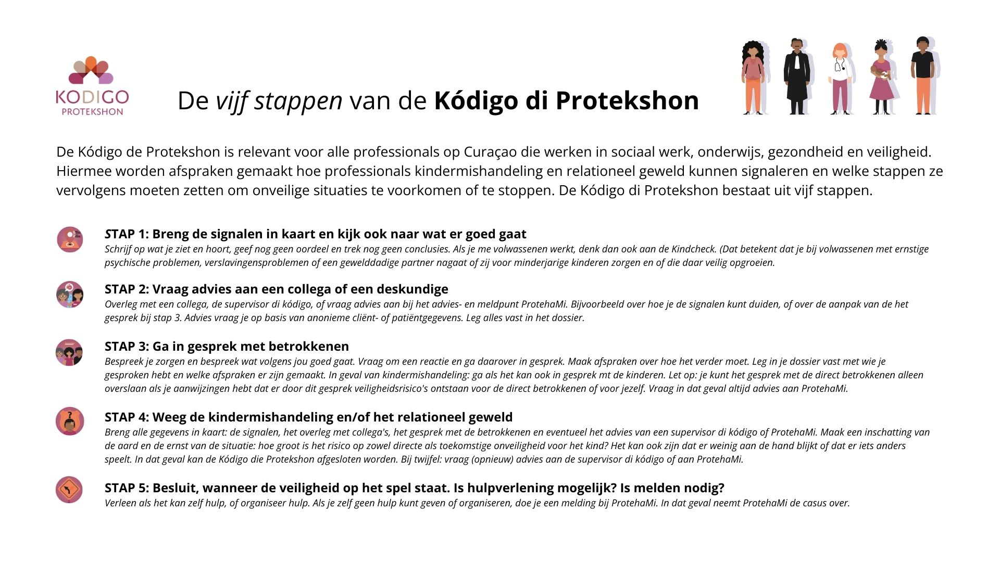 KODIGO
PROTEKSHON
De vijf stappen van de Kódigo di Protekshon
De Kódigo de Protekshon is relevant voor alle professionals op Curaçao die werken in sociaal werk, onderwijs, gezondheid en veiligheid.
Hiermee worden afspraken gemaakt hoe professionals kindermishandeling en relationeel geweld kunnen signaleren en welke stappen ze
vervolgens moeten zetten om onveilige situaties te voorkomen of te stoppen. De Kódigo di Protekshon bestaat uit vijf stappen.
STAP 1: Breng de signalen in kaart en kijk ook naar wat er goed gaat
Schrijf op wat je ziet en hoort, geef nog geen oordeel en trek nog geen conclusies. Als je me volwassenen werkt, denk dan ook aan de Kindcheck. (Dat betekent dat je bij volwassenen met ernstige
psychische problemen, verslavingensproblemen of een gewelddadige partner nagaat of zij voor minderjarige kinderen zorgen en of die daar veilig opgroeien.
STAP 2: Vraag advies aan een collega of een deskundige
Overleg met een collega, de supervisor di kódigo, of vraag advies aan bij het advies- en meldpunt ProtehaMi. Bijvoorbeeld over hoe je de signalen kunt duiden, of over de aanpak van de het
gesprek bij stap 3. Advies vraag je op basis van anonieme cliënt- of patiëntgegevens. Leg alles vast in het dossier.
STAP 3: Ga in gesprek met betrokkenen
Bespreek je zorgen en bespreek wat volgens jou goed gaat. Vraag om een reactie en ga daarover in gesprek. Maak afspraken over hoe het verder moet. Leg in je dossier vast met wie je
gesproken hebt en welke afspraken er zijn gemaakt. In geval van kindermishandeling: ga als het kan ook in gesprek mt de kinderen. Let op: je kunt het gesprek met de direct betrokkenen alleen
overslaan als je aanwijzingen hebt dat er door dit gesprek veiligheidsrisico's ontstaan voor de direct betrokkenen of voor jezelf. Vraag in dat geval altijd advies aan ProtehaMi.
STAP 4: Weeg de kindermishandeling en/of het relationeel geweld
Breng alle gegevens in kaart: de signalen, het overleg met collega's, het gesprek met de betrokkenen en eventueel het advies van een supervisor di kódigo of ProtehaMi. Maak een inschatting van
de aard en de ernst van de situatie: hoe groot is het risico op zowel directe als toekomstige onveiligheid voor het kind? Het kan ook zijn dat er weinig aan de hand blijkt of dat er iets anders
speelt. In dat geval kan de Kódigo die Protekshon afgesloten worden. Bij twijfel: vraag (opnieuw) advies aan de supervisor di kódigo of aan ProtehaMi.
STAP 5: Besluit, wanneer de veiligheid op het spel staat. Is hulpverlening mogelijk? Is melden nodig?
Verleen als het kan zelf hulp, of organiseer hulp. Als je zelf geen hulp kunt geven of organiseren, doe je een melding bij ProtehaMi. In dat geval neemt ProtehaMi de casus over.